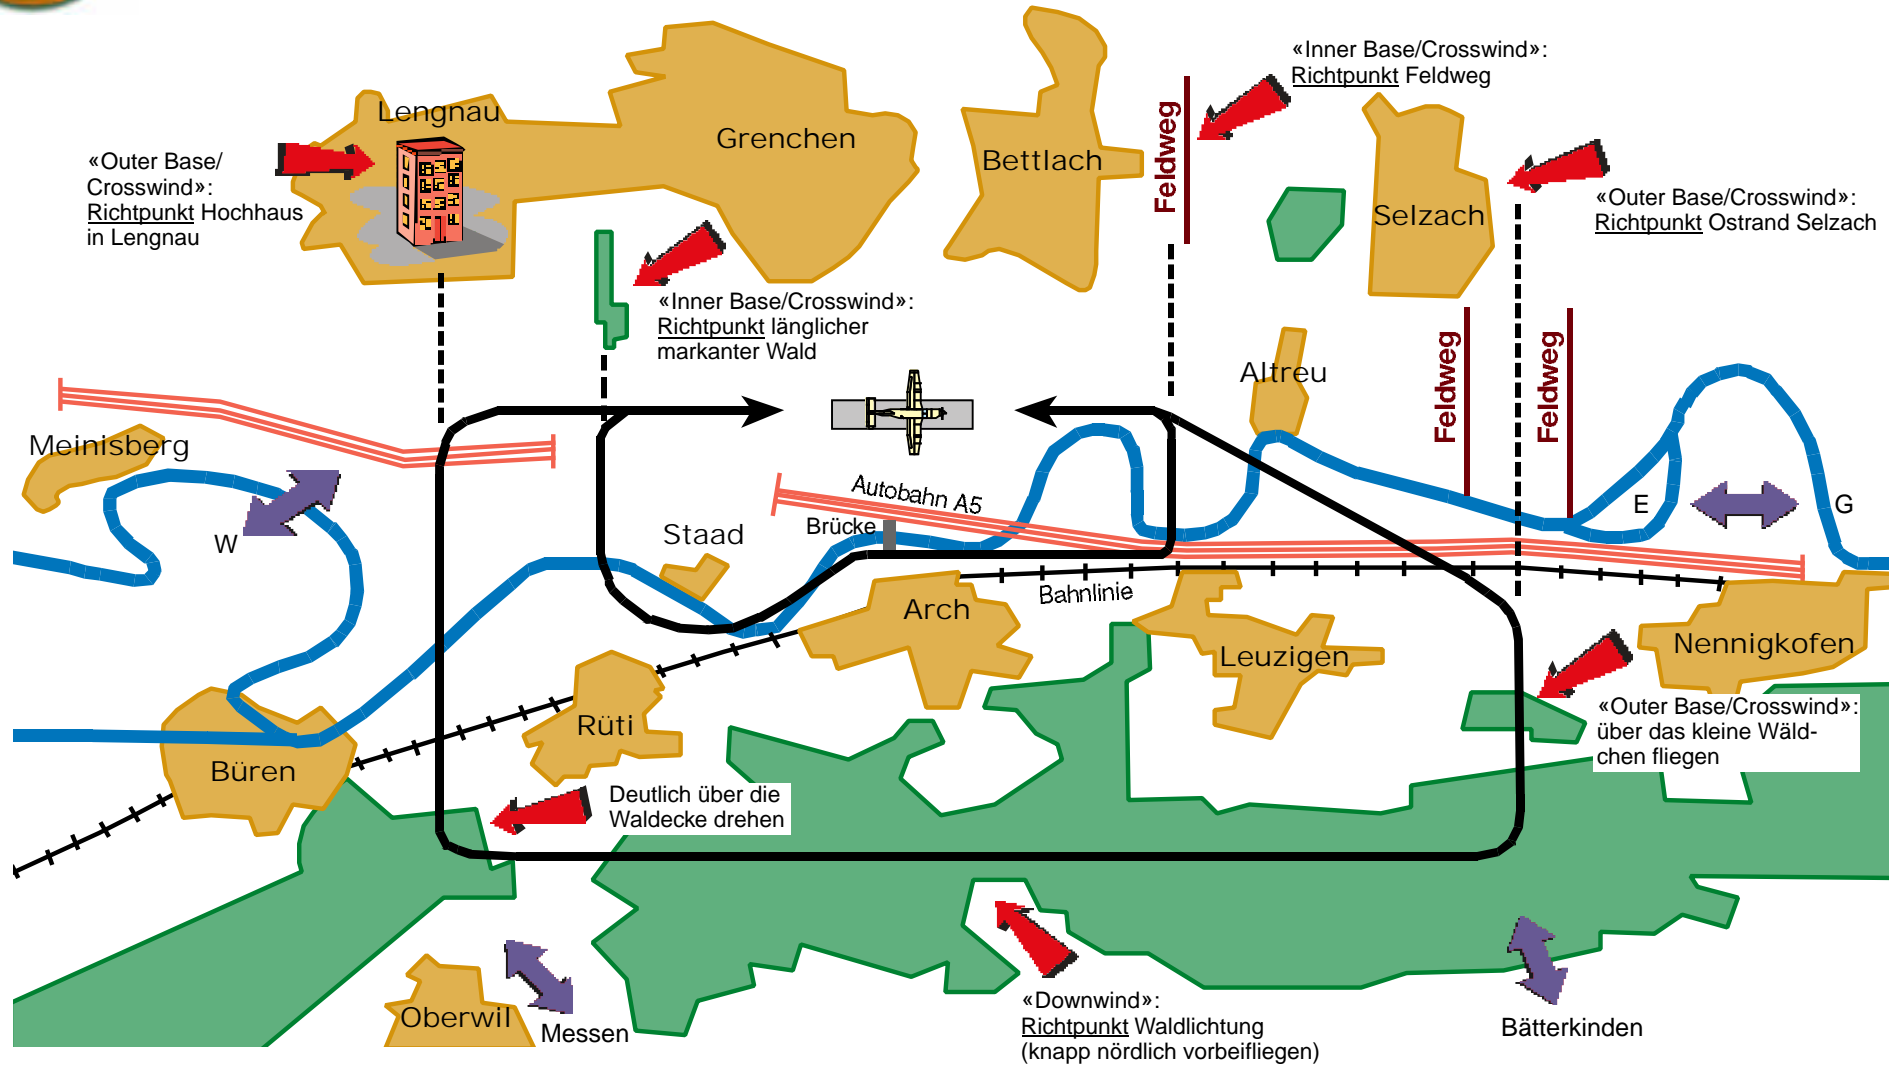 «Inner Base/Crosswind»:
Richtpunkt Feldweg
Lengnau
Grenchen
Bettlach
Feldweg
«Outer Base/
Crosswind»:
Richtpunkt Hochhaus
in Lengnau
«Outer Base/Crosswind»:
Richtpunkt Ostrand Selzach
Selzach
«Inner Base/Crosswind»:
Richtpunkt länglicher
markanter Wald
Altreu
Feldweg
Feldweg
Meinisberg
Autobahn A5
E
G
W
Staad
Brücke
Bahnlinie
Arch
Leuzigen
Nennigkofen
Rüti
«Outer Base/Crosswind»:
über das kleine Wäld-
chen fliegen
Büren
Deutlich über die
Waldecke drehen
«Downwind»:
Richtpunkt Waldlichtung
(knapp nördlich vorbeifliegen)
Oberwil
Messen
Bätterkinden